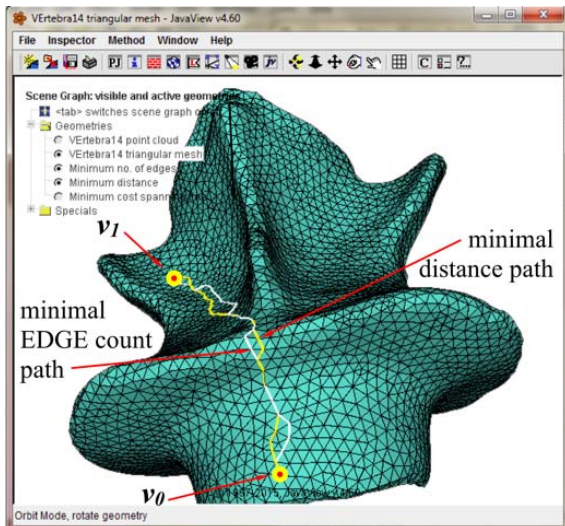 VErtebra14 triangular mesh - JavaView v4.60
File Inspector Method Window Help
Scene Graph: visible and active geometries
<tab> switches scene graph
Geometries
VErtebra14 point cloud
VErtebra14 triangular mesh
Minimum no. of edges
Minimum distance
Minimum cost spanning
Specials
v1
minimal
distance path
minimal
EDGE count
path
v0
Orbit Mode, rotate geometry